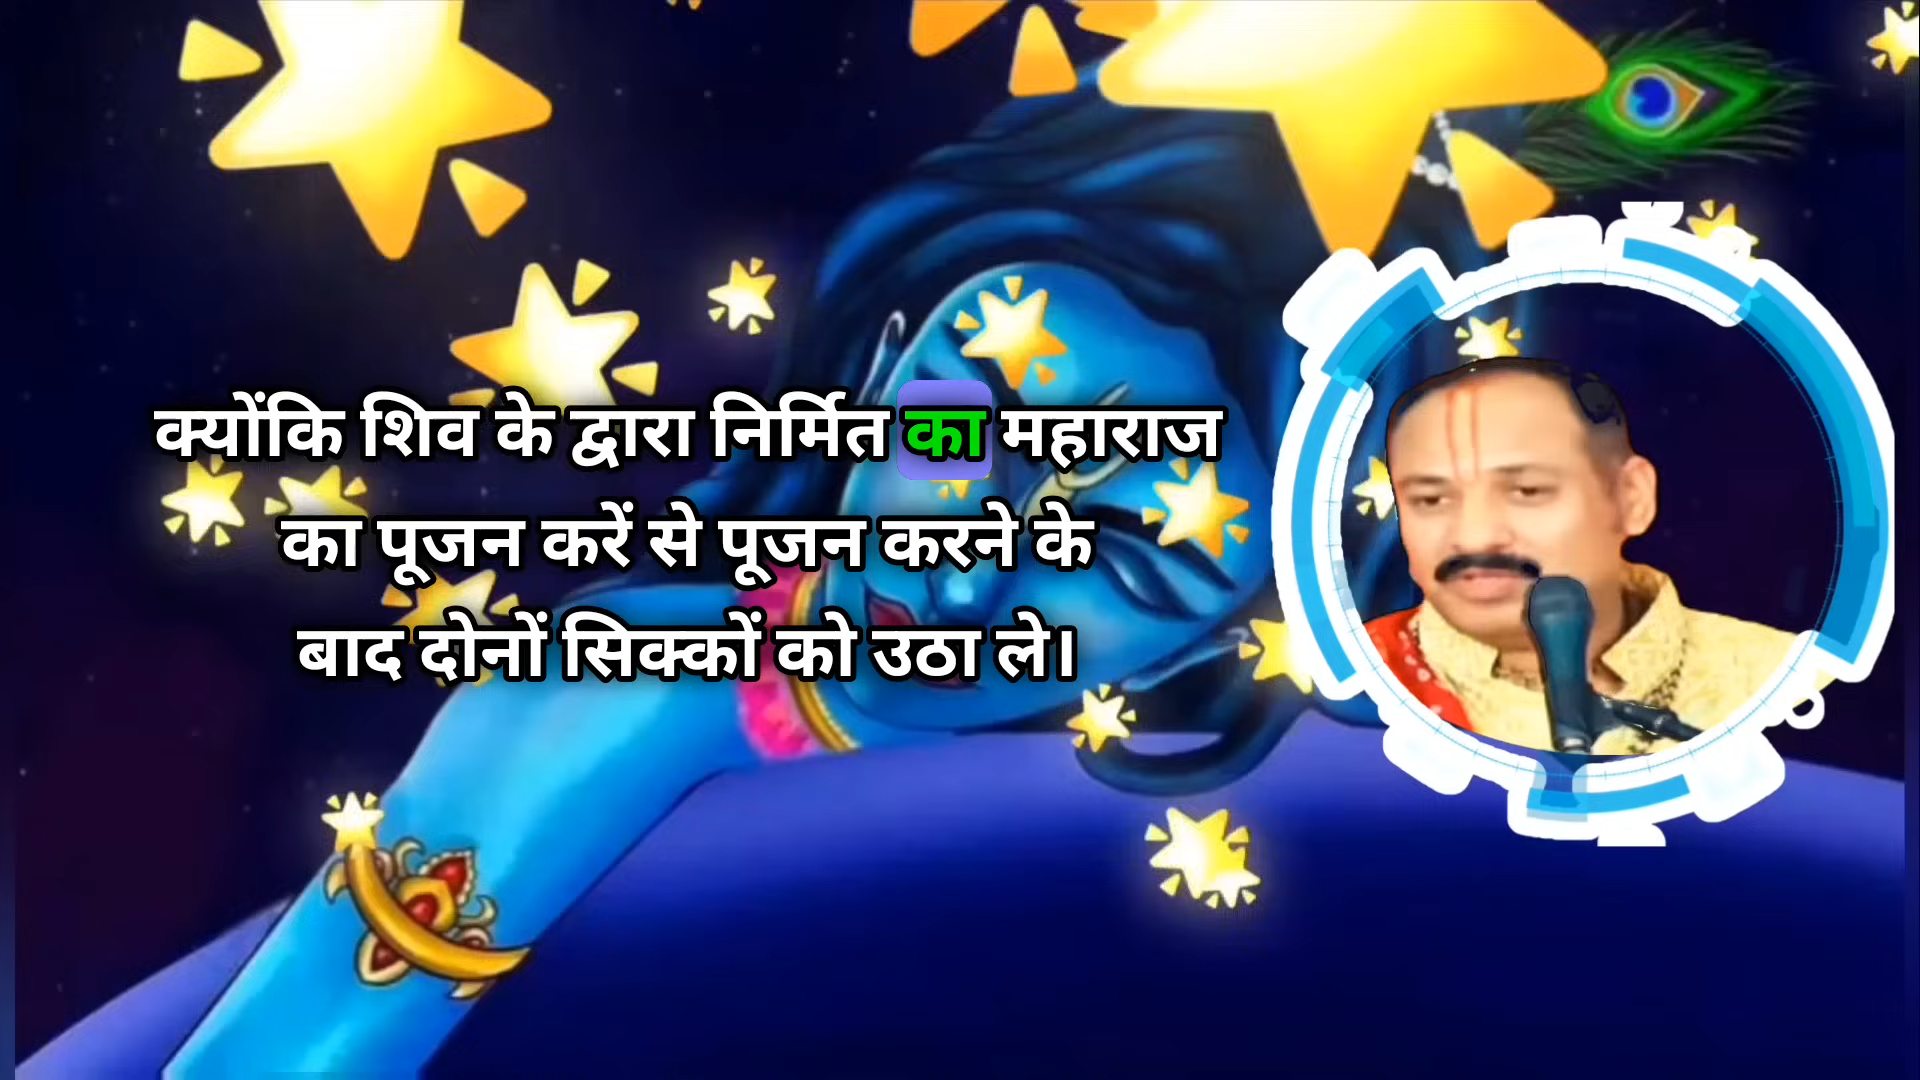 क्योंकि शिव के द्वारा निर्मित का महाराज
का पूजन करें से पूजन करने के
बाद दोनों सिक्कों को उठा ले।